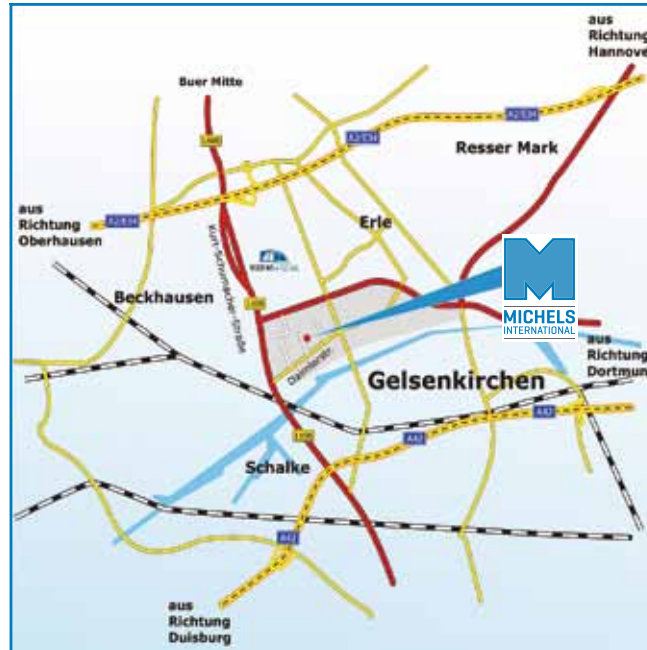 aus
Richtung
Hannove
Buer Mitte
A2/E34
A2/E34
Resser Mark
aus
Richtung
Oberhausen
A2/E34
Erle
Kurt-Schumacher-Straße
Beckhausen
M
MICHELS
INTERNATIONAL
Daimlerstr.
aus
Richtung
Dortmun
Gelsenkirchen
A42
A42
Schalke
A42
aus
Richtung
Duisburg